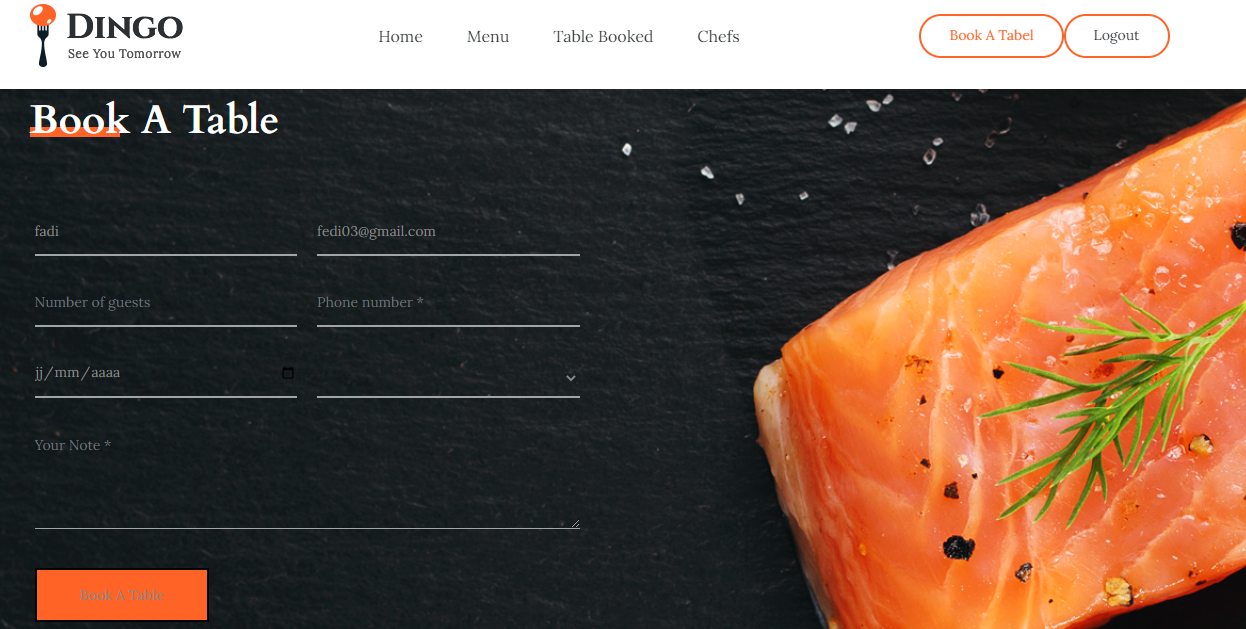 DINGO
See You Tomorrow
Home Menu Table Booked Chefs
Book A Tabel Logout
Book A Table
fadi fedi03@gmail.com
Number of guests Phone number *
jj/mm/aaaa
Your Note *
Book A Table